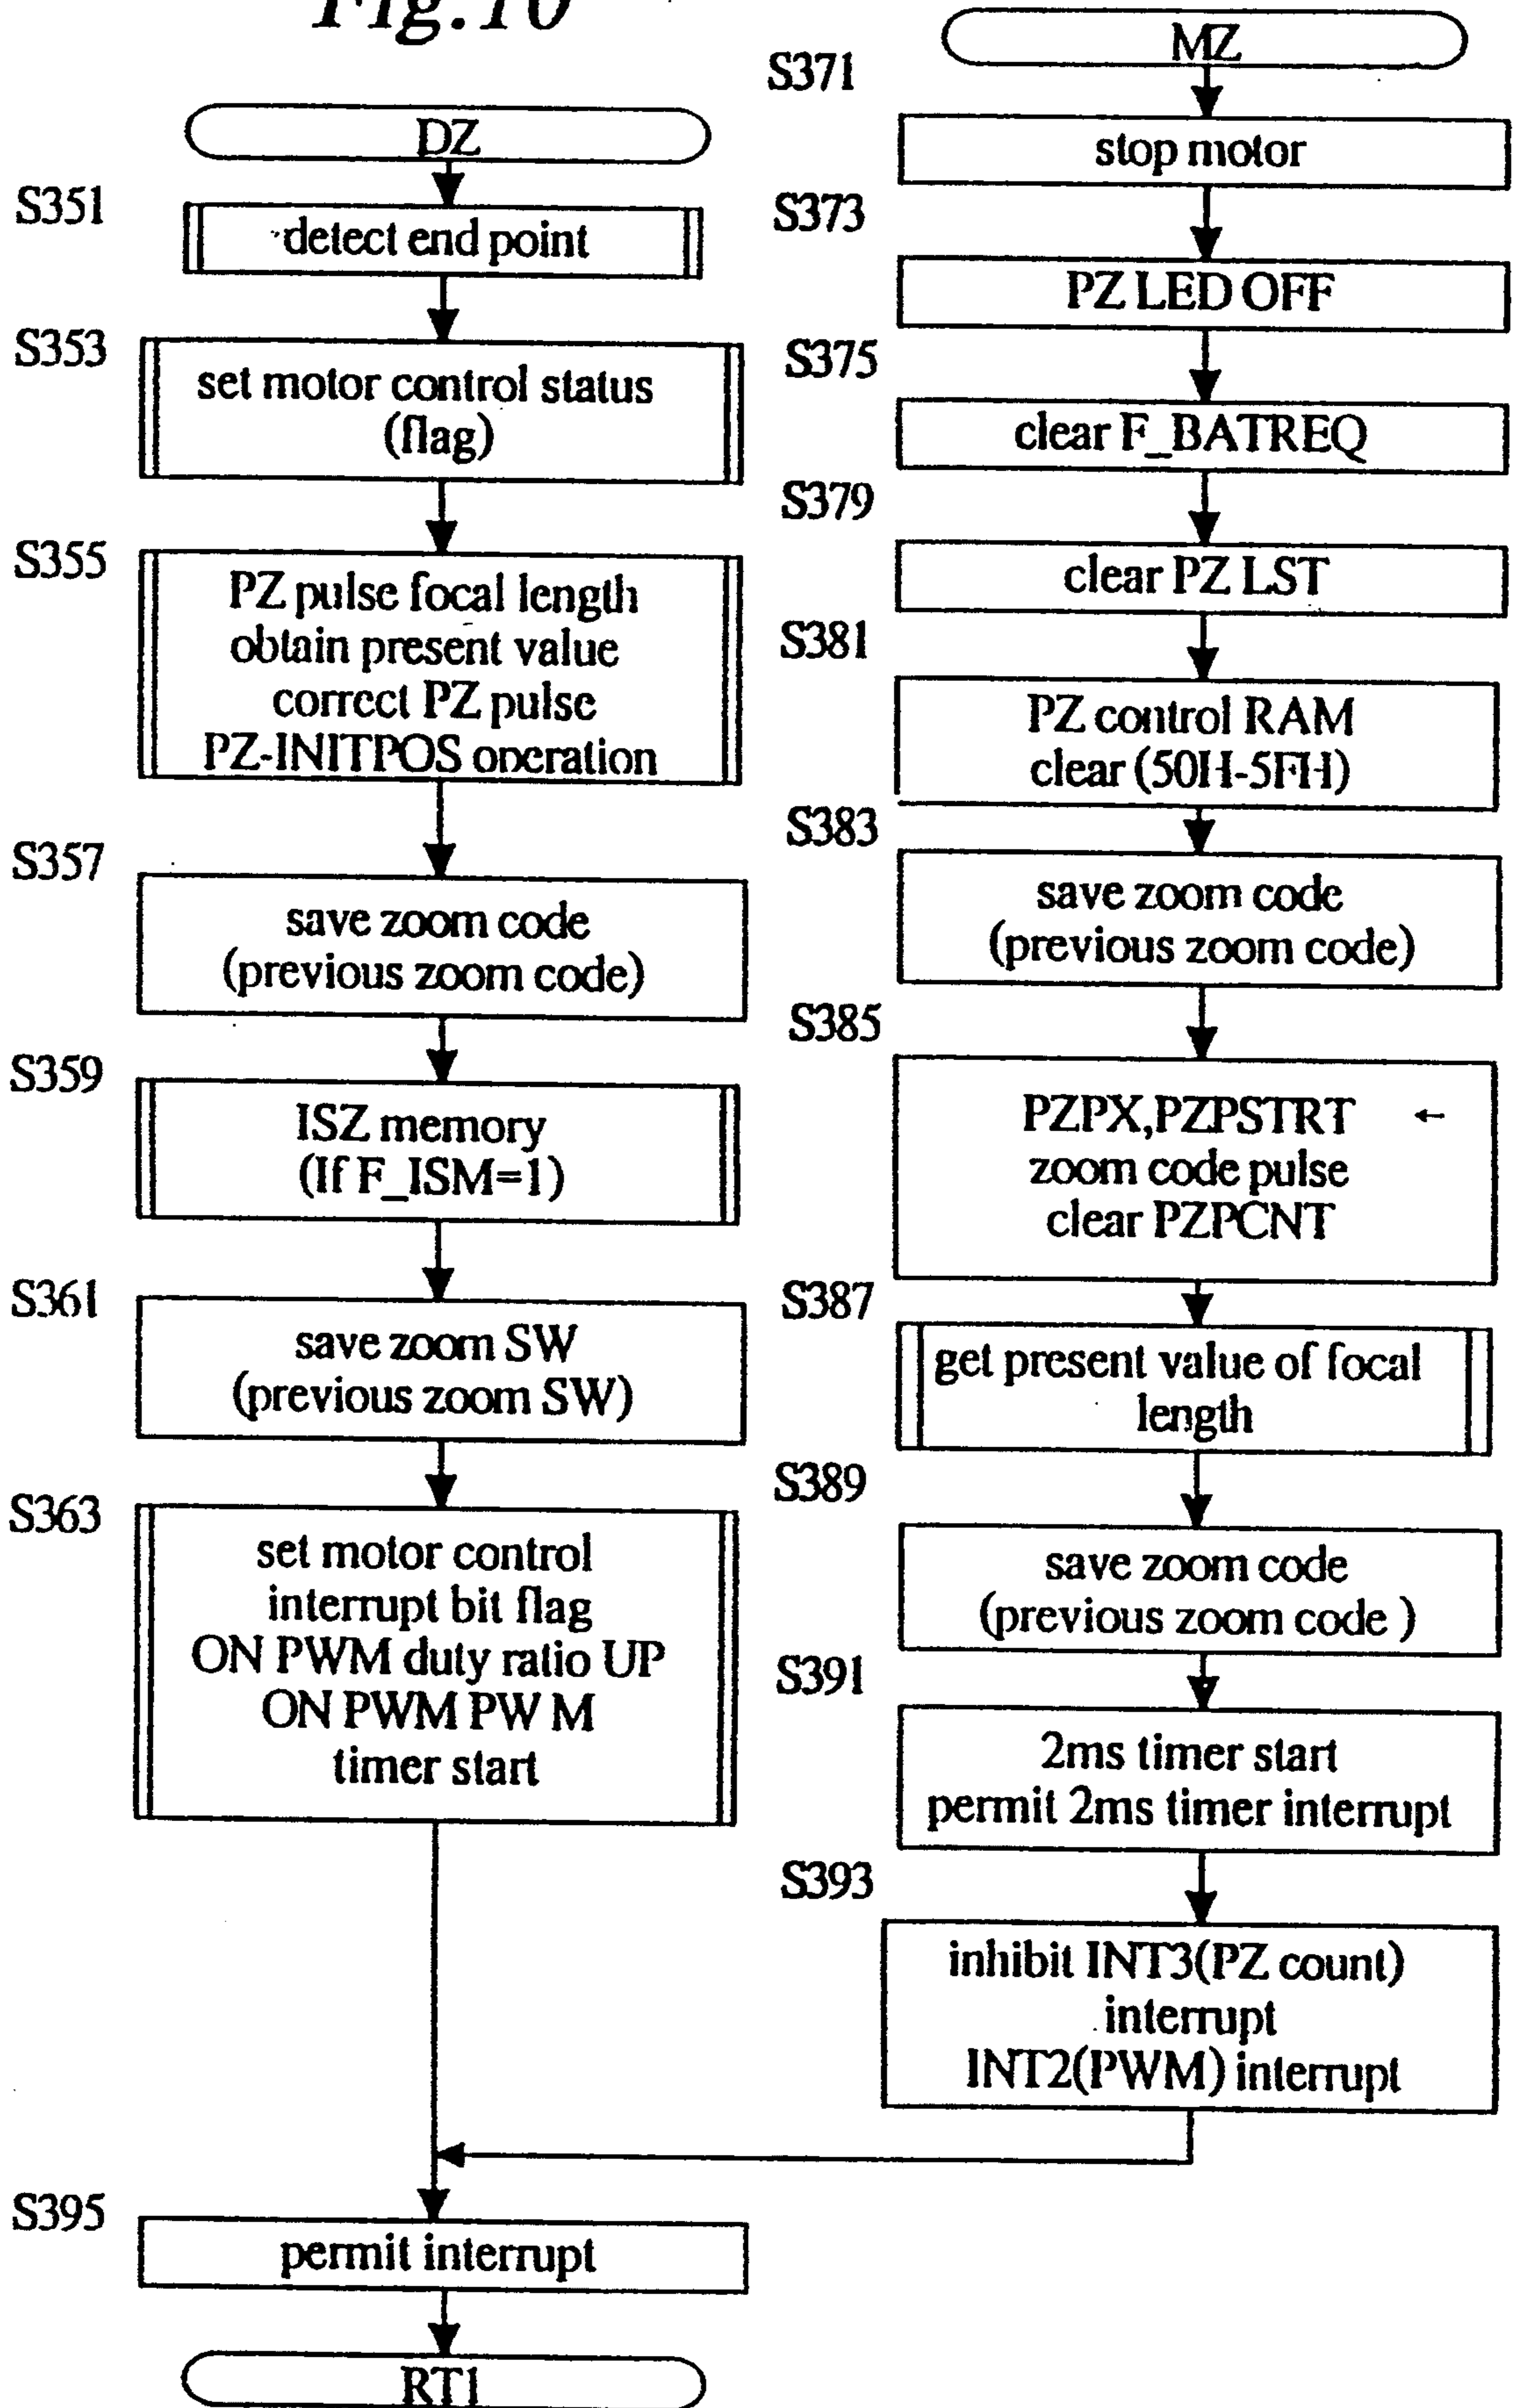 Fig.10
DZ
S351
detect end point
S353
set motor control status
(flag)
S355
PZ pulse focal length
obtain present value
correct PZ pulse
PZ-INITPOS operation
S357
save zoom code
(previous zoom code)
S359
ISZ memory
(If F_ISM=1)
S361
save zoom SW
(previous zoom SW)
S363
set motor control
interrupt bit flag
ON PWM duty ratio UP
ON PWM PW M
timer start
MZ
S371
stop motor
S373
PZ LED OFF
S375
clear F_BATREQ
S379
clear PZ LST
S381
PZ control RAM
clear (50H-5FH)
S383
save zoom code
(previous zoom code)
S385
PZPX,PZPSTRT ←
zoom code pulse
clear PZPCNT
S387
get present value of focal
length
S389
save zoom code
(previous zoom code )
S391
2ms timer start
permit 2ms timer interrupt
S393
inhibit INT3(PZ count)
interrupt
INT2(PWM) interrupt
S395
permit interrupt
RT1